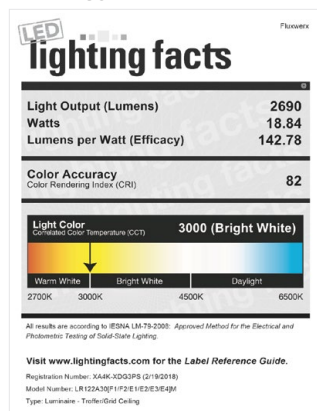 Fluxwerx
LED
lighting facts
Light Output (Lumens) 2690
Watts 18.84
Lumens per Watt (Efficacy) 142.78
Color Accuracy
Color Rendering Index (CRI) 82
Light Color
Correlated Color Temperature (CCT) 3000 (Bright White)
Warm White Bright White Daylight
2700K 3000K 4500K 6500K
All results are according to IESNA LM-79-2008: Approved Method for the Electrical and
Photometric Testing of Solid-State Lighting.
Visit www.lightingfacts.com for the Label Reference Guide.
Registration Number: XA4K-XDG3PS (2/19/2018)
Model Number: LR122A30[F1/F2/E1/E2/E3/E4]M
Type: Luminaire - Troffer/Grid Ceiling